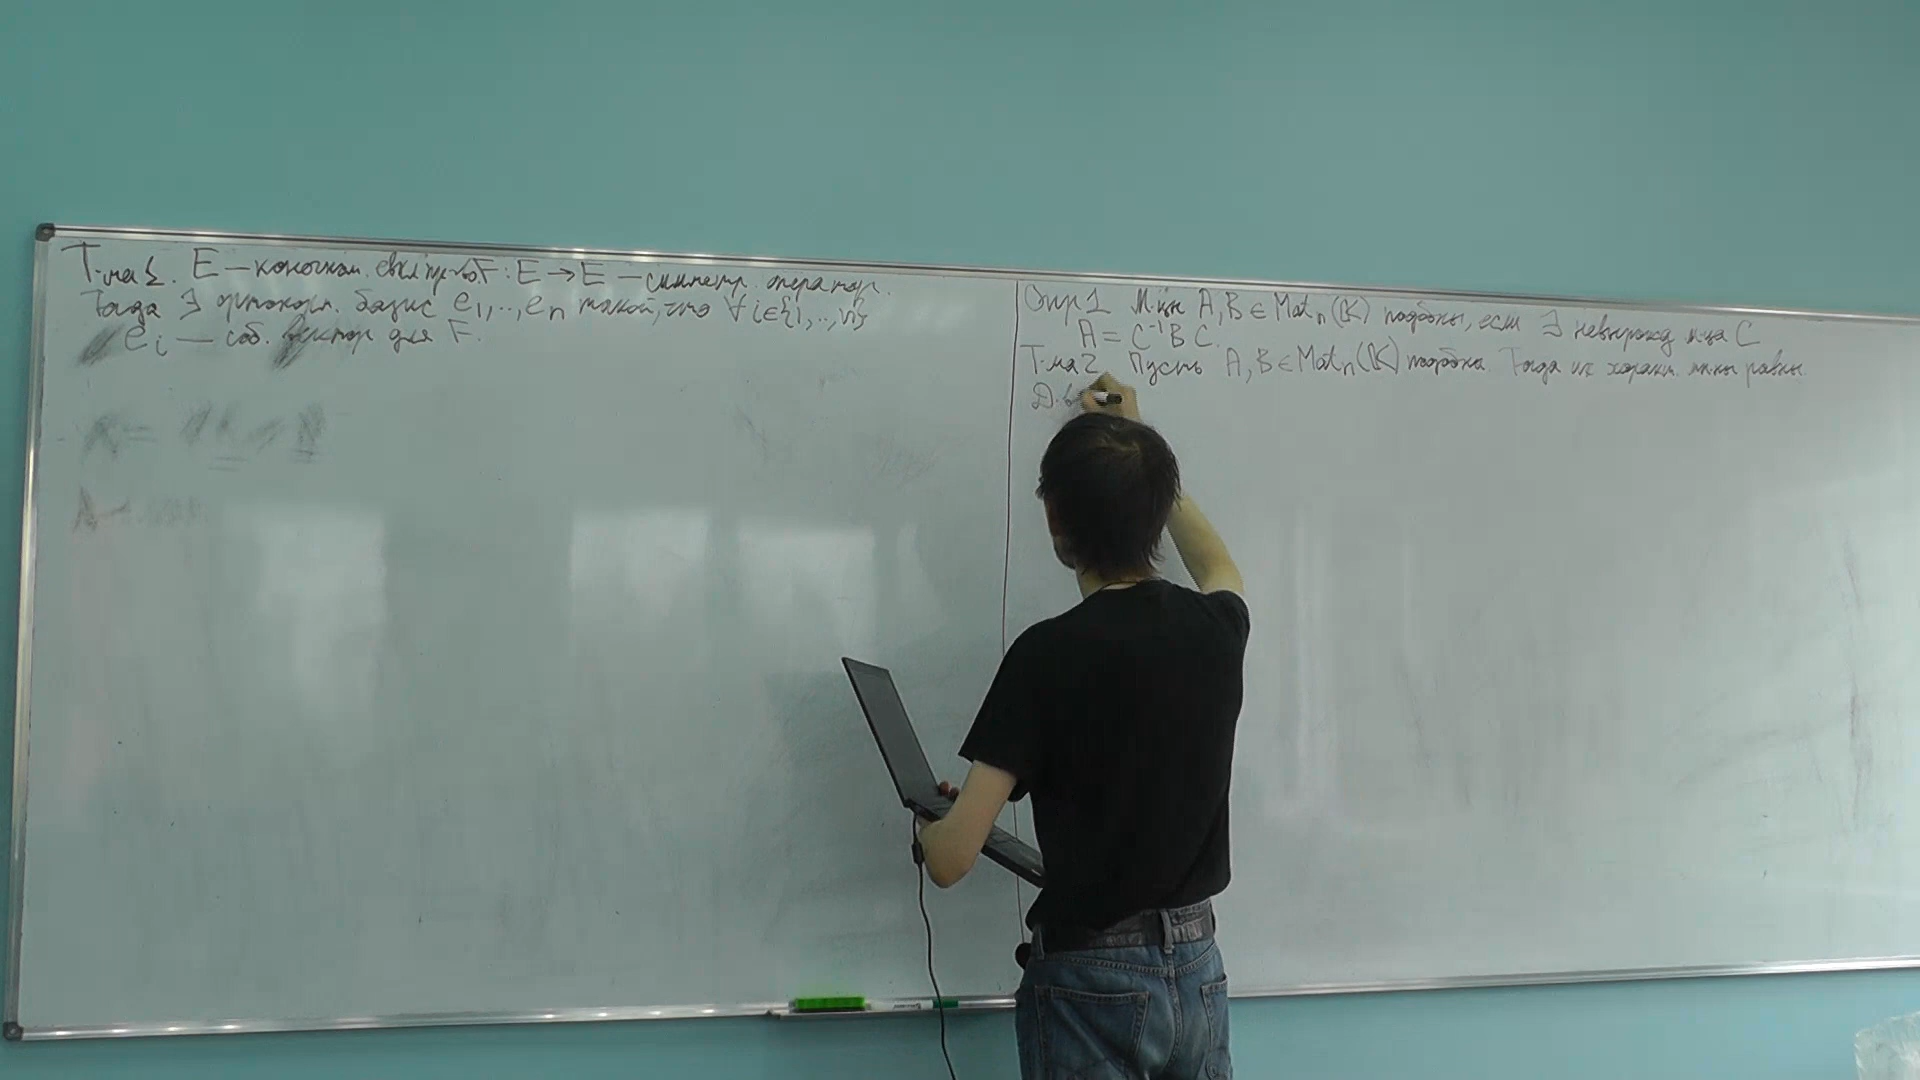 Т-ма 1. E — конечном. евкл. пр-во. F: E → E — симметр. оператор.
Тогда ∃ ортонорм. базис e₁,..,eₙ такой, что ∀ i∈{1,..,n}
eᵢ — соб. вектор для F.
Опр 1 М-цы A, B ∈ Matₙ(𝕂) подобны, если ∃ невырожд м-ца C
A = C⁻¹BC.
Т-ма 2. Пусть A, B ∈ Matₙ(𝕂) подобны. Тогда их характ. мн-ны равны.
Д-в